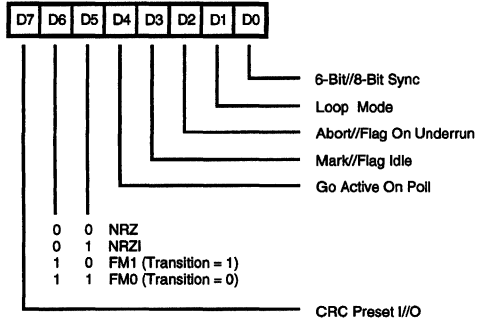 D7 D6 D5 D4 D3 D2 D1 D0
6-Bit//8-Bit Sync
Loop Mode
Abort//Flag On Underrun
Mark//Flag Idle
Go Active On Poll
0 0 NRZ
0 1 NRZI
1 0 FM1 (Transition = 1)
1 1 FM0 (Transition = 0)
CRC Preset I//O